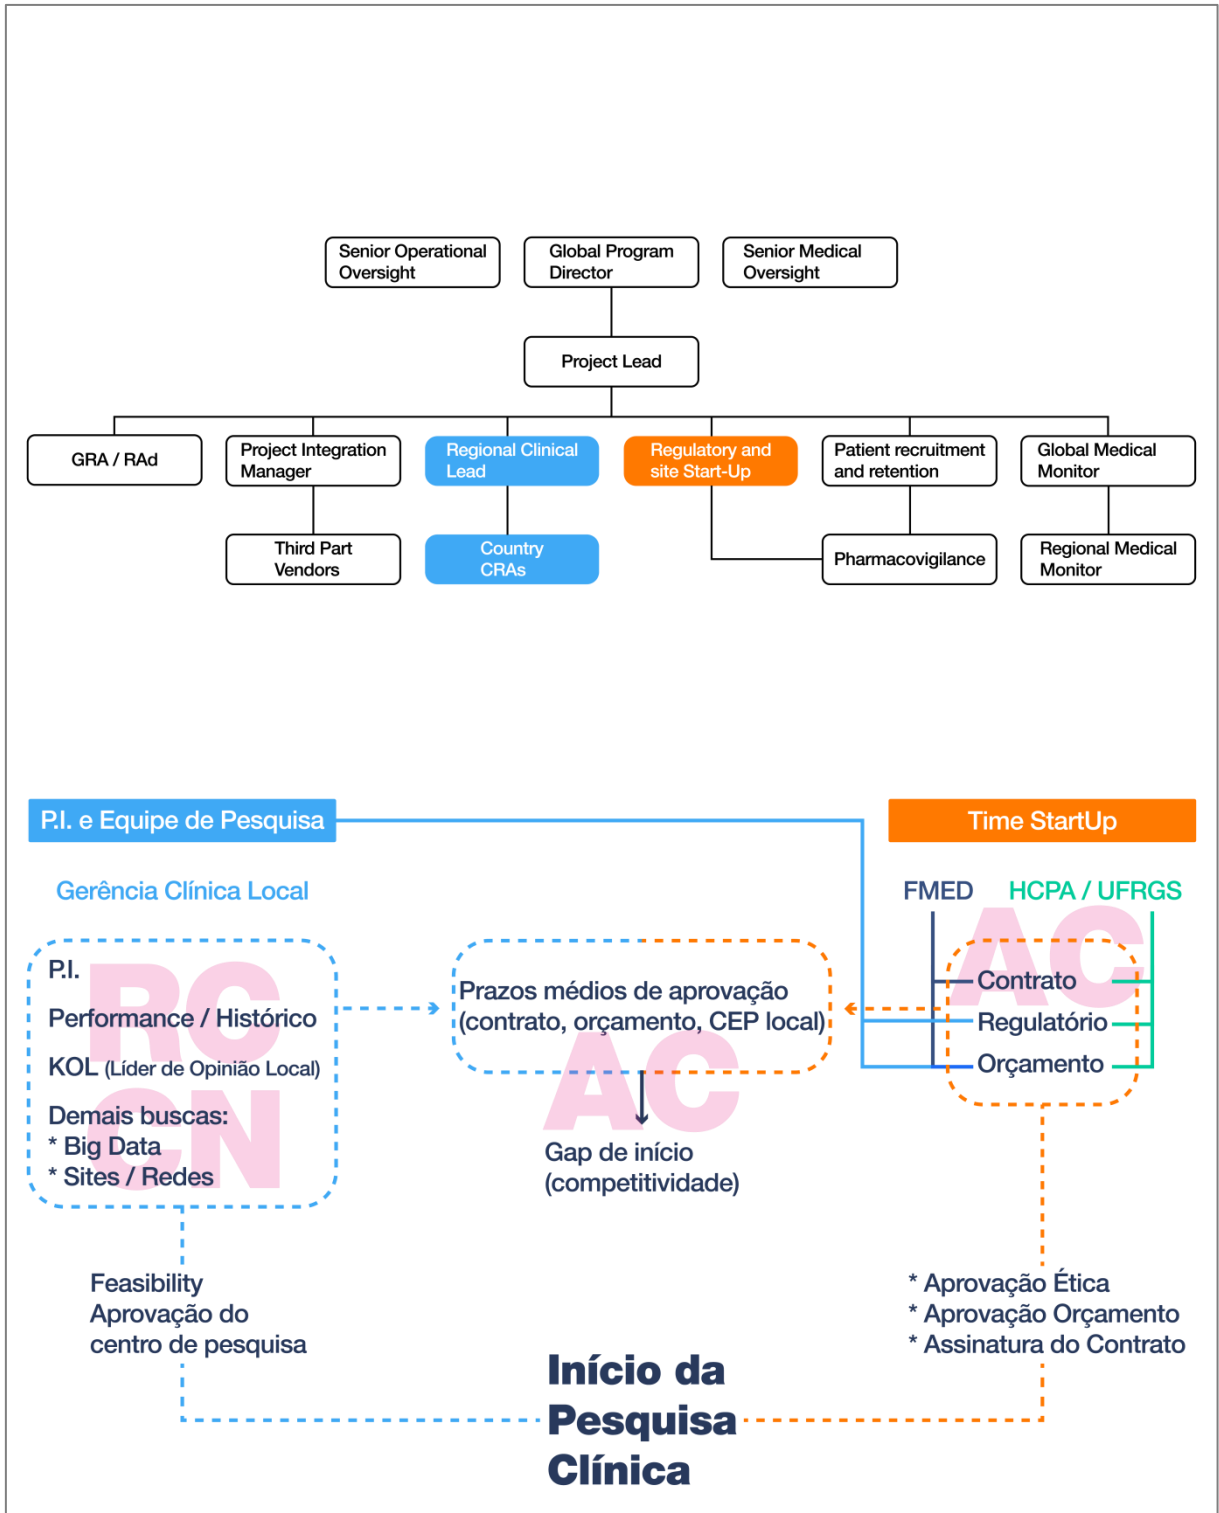 Senior Operational
Oversight
Global Program
Director
Senior Medical
Oversight
Project Lead
GRA / RAd
Project Integration
Manager
Regional Clinical
Lead
Regulatory and
site Start-Up
Patient recruitment
and retention
Global Medical
Monitor
Third Part
Vendors
Country
CRAs
Pharmacovigilance
Regional Medical
Monitor
P.I. e Equipe de Pesquisa
Time StartUp
Gerência Clínica Local
FMED
HCPA / UFRGS
RC
CN
P.I.
Performance / Histórico
KOL (Líder de Opinião Local)
Demais buscas:
* Big Data
* Sites / Redes
Prazos médios de aprovação
(contrato, orçamento, CEP local)
AC
Gap de início
(competitividade)
AC
Contrato
Regulatório
Orçamento
Feasibility
Aprovação do
centro de pesquisa
* Aprovação Ética
* Aprovação Orçamento
* Assinatura do Contrato
Início da
Pesquisa
Clínica